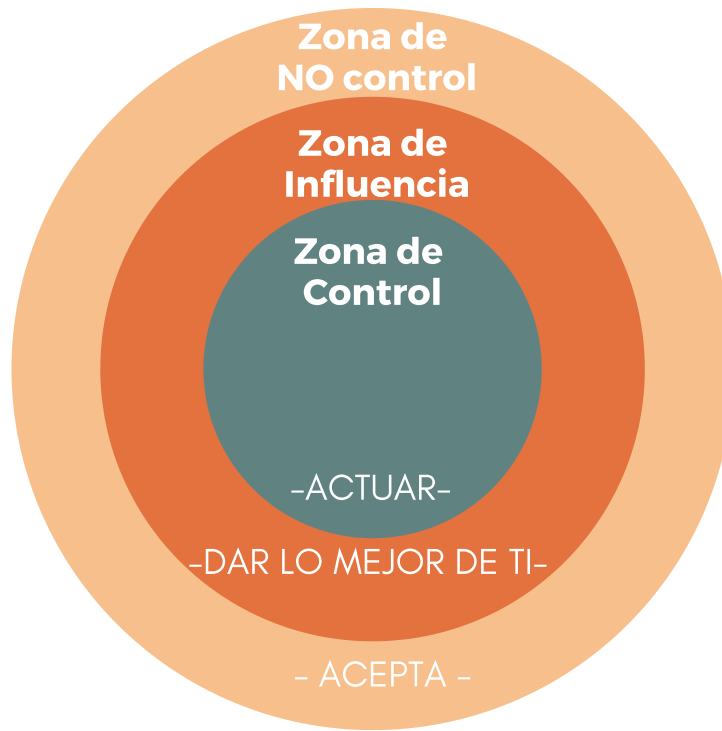 Zona de
NO control
Zona de
Influencia
Zona de
Control
-ACTUAR-
-DAR LO MEJOR DE TI-
- ACEPTA -